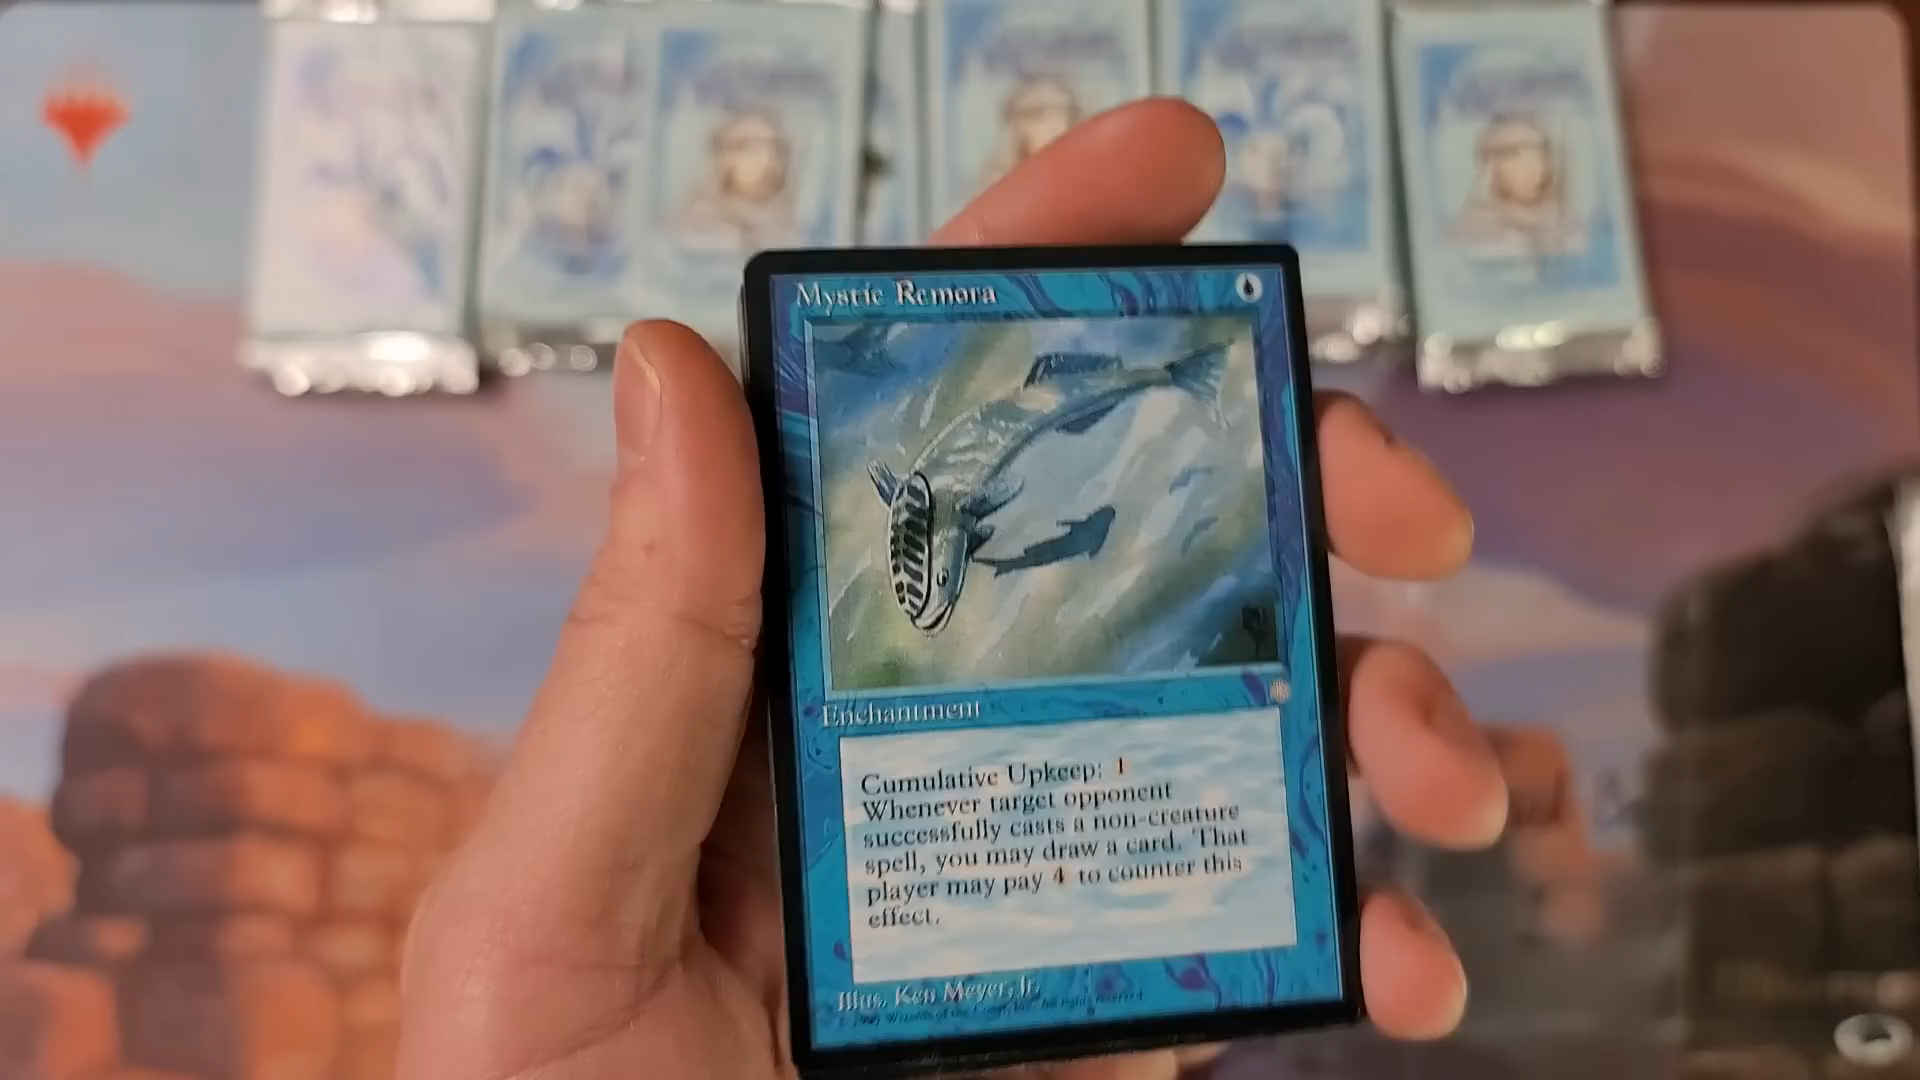 Mystic Remora
Enchantment
Cumulative Upkeep: 1
Whenever target opponent
successfully casts a non-creature
spell, you may draw a card. That
player may pay 4 to counter this
effect.
Illus. Ken Meyer, Jr.
© 1995 Wizards of the Coast, Inc. All rights reserved.